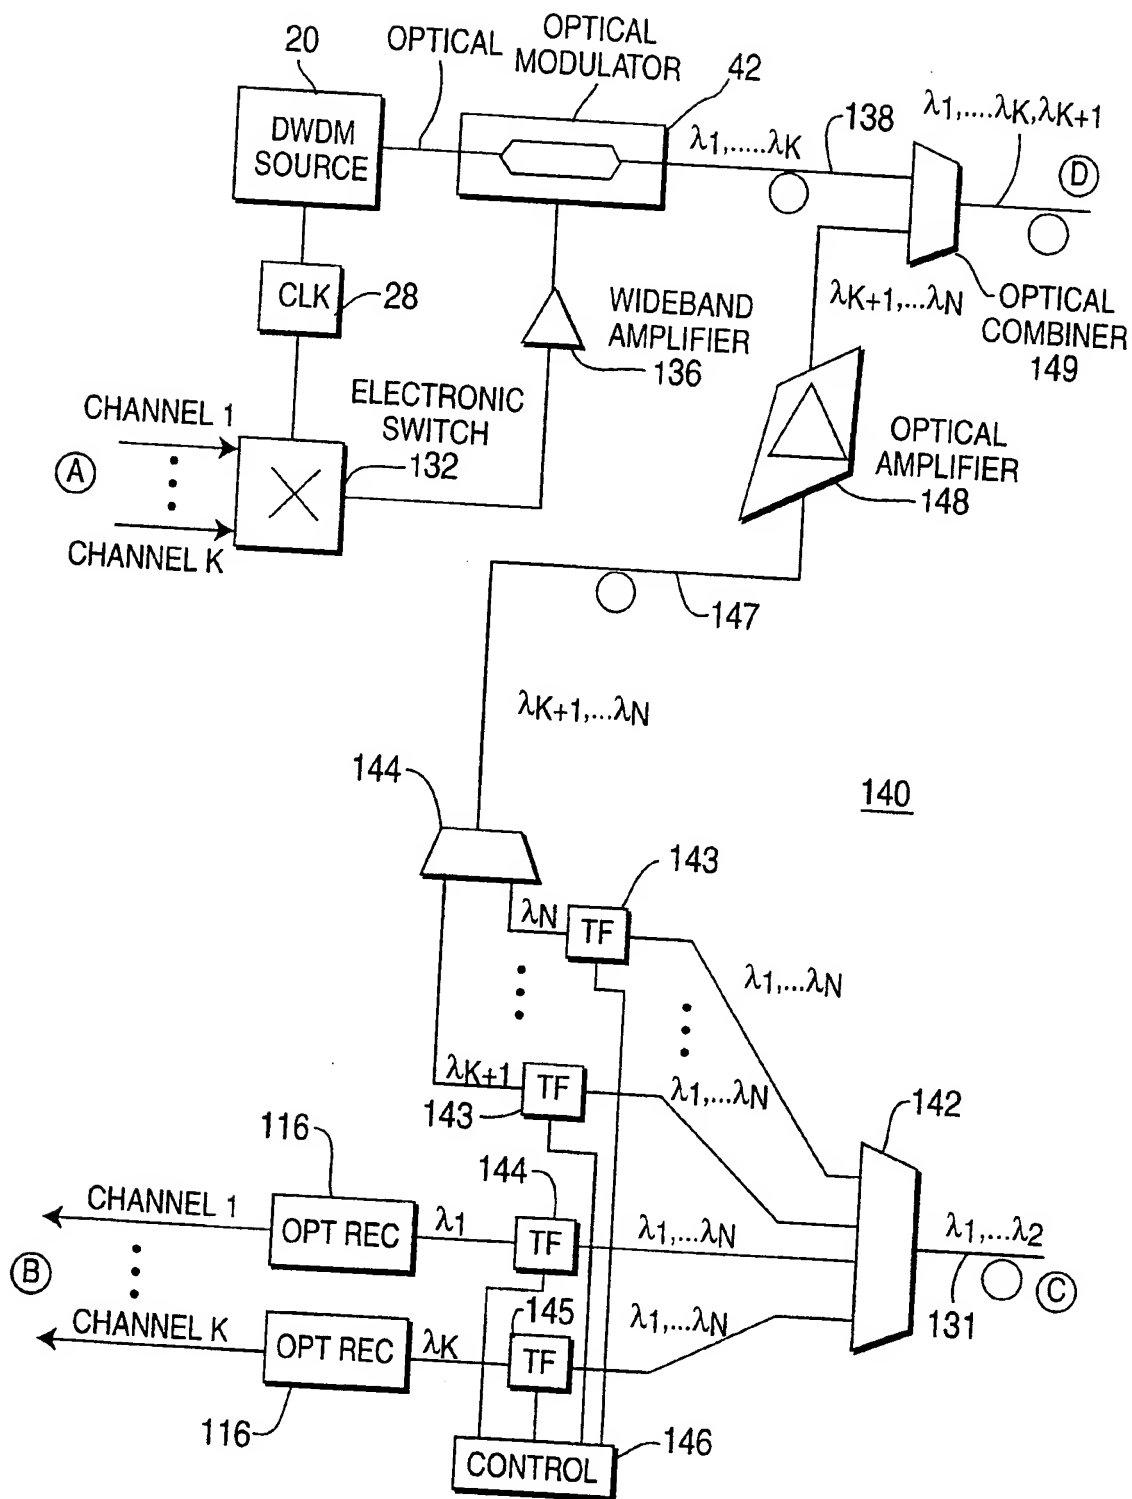 20
OPTICAL
OPTICAL
MODULATOR
42
DWDM
SOURCE
λ1,.....λK
138
λ1,....λK,λK+1
D
CLK
28
WIDEBAND
AMPLIFIER
136
λK+1,...λN
OPTICAL
COMBINER
149
CHANNEL 1
A
CHANNEL K
ELECTRONIC
SWITCH
132
OPTICAL
AMPLIFIER
148
147
λK+1,...λN
144
140
143
λN
TF
λ1,...λN
λK+1
TF
143
λ1,...λN
142
116
144
CHANNEL 1
OPT REC
λ1
TF
λ1,...λN
λ1,...λ2
B
C
131
145
CHANNEL K
OPT REC
λK
TF
λ1,...λN
116
CONTROL
146